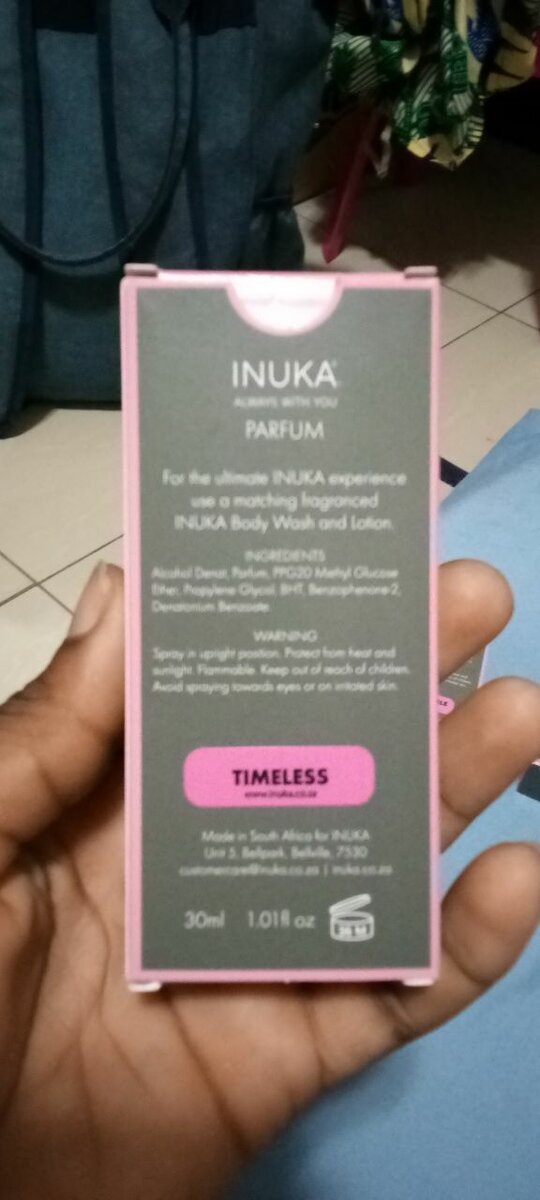 INUKA
ALWAYS WITH YOU
PARFUM
For the ultimate INUKA experience
use a matching fragranced
INUKA Body Wash and Lotion.
INGREDIENTS
Alcohol Denat, Parfum, PPG20 Methyl Glucose
Ether, Propylene Glycol, BHT, Benzophenone-2,
Denatonium Benzoate
WARNING
Spray in upright position. Protect from heat and
sunlight. Flammable. Keep out of reach of children.
Avoid spraying towards eyes or on irritated skin.
TIMELESS
www.inuka.co.za
Made in South Africa for INUKA
Unit 5, Bellpark, Bellville, 7530
customercare@inuka.co.za | inuka.co.za
30ml 1.01fl oz 36 M